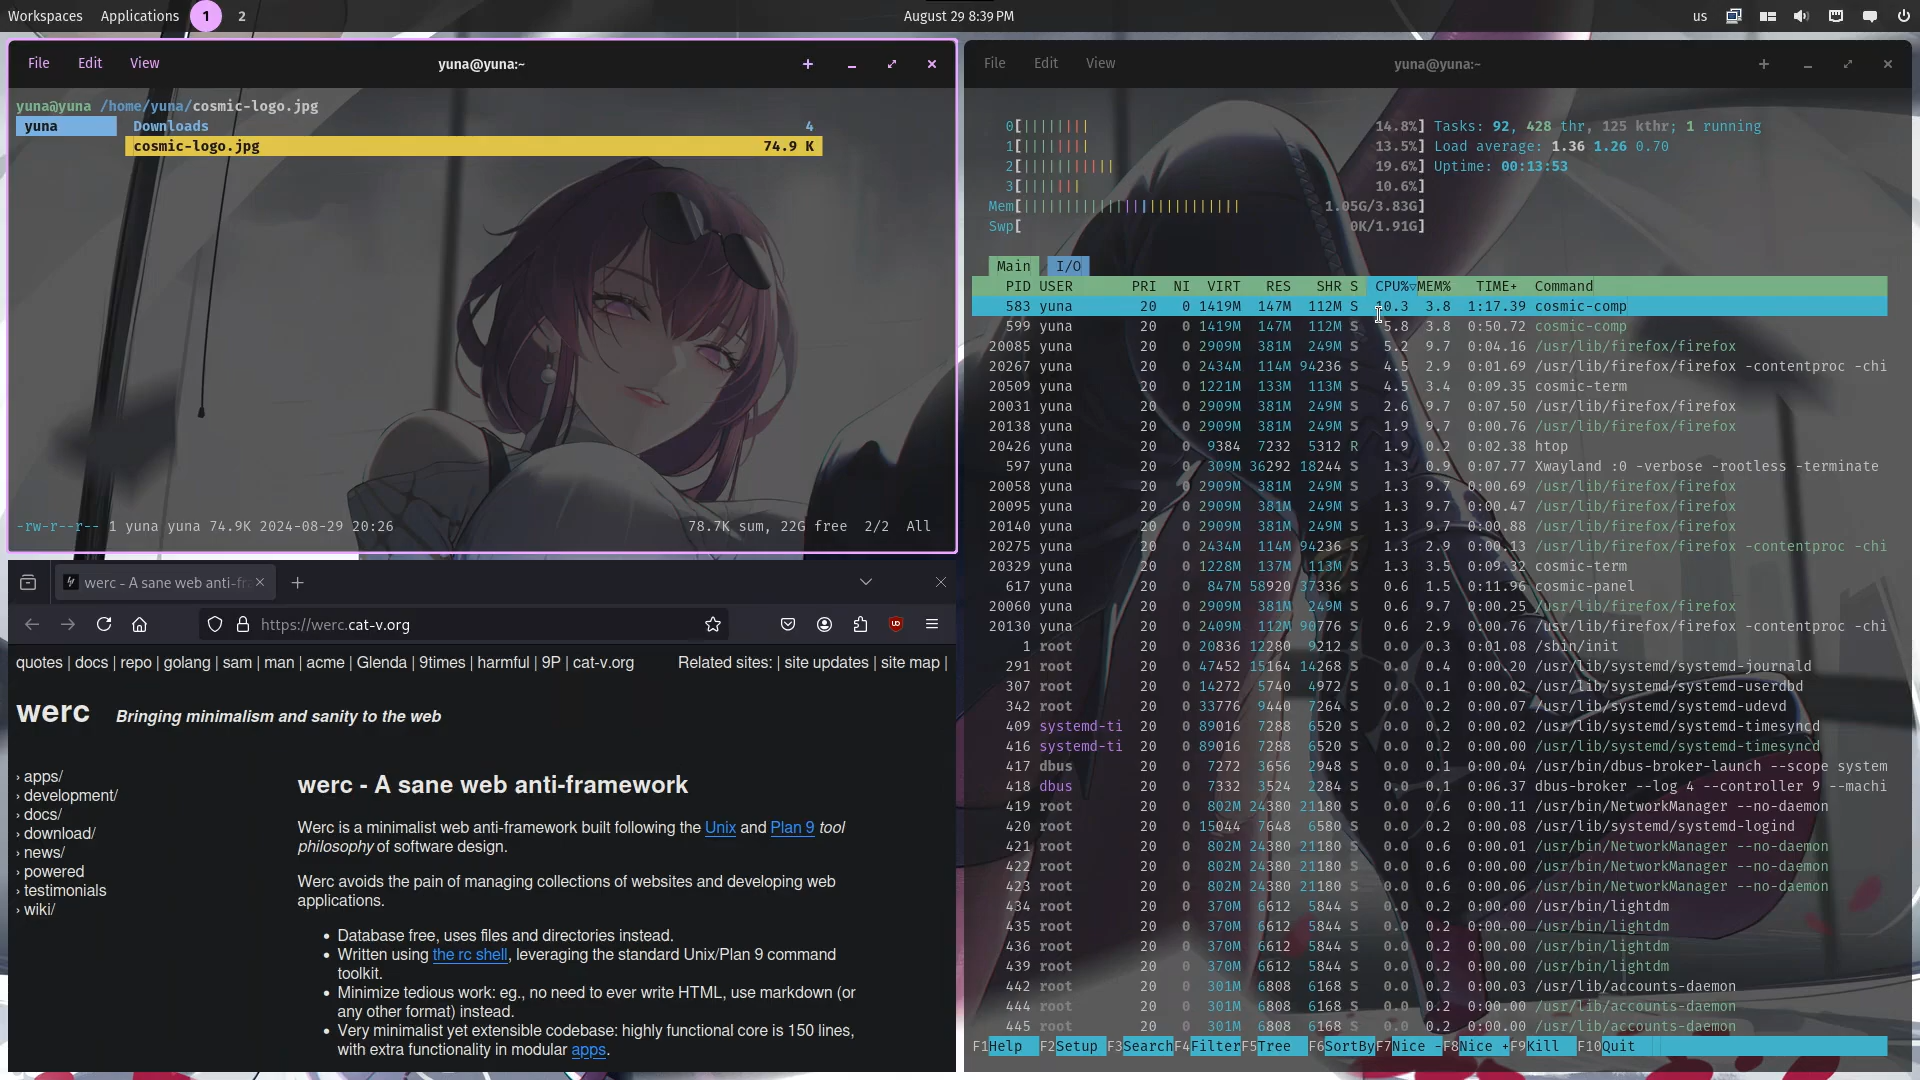 Workspaces Applications 1 2 August 29 8:39 PM us
File Edit View yuna@yuna:~
yuna@yuna /home/yuna/cosmic-logo.jpg
yuna Downloads 4
cosmic-logo.jpg 74.9 K
-rw-r--r-- 1 yuna yuna 74.9K 2024-08-29 20:26 78.7K sum, 22G free 2/2 All
werc - A sane web anti-fr
https://werc.cat-v.org
quotes | docs | repo | golang | sam | man | acme | Glenda | 9times | harmful | 9P | cat-v.org Related sites: | site updates | site map |
werc Bringing minimalism and sanity to the web
› apps/
› development/
› docs/
› download/
› news/
› powered
› testimonials
› wiki/
werc - A sane web anti-framework
Werc is a minimalist web anti-framework built following the Unix and Plan 9 tool
philosophy of software design.
Werc avoids the pain of managing collections of websites and developing web
applications.
• Database free, uses files and directories instead.
• Written using the rc shell, leveraging the standard Unix/Plan 9 command
toolkit.
• Minimize tedious work: eg., no need to ever write HTML, use markdown (or
any other format) instead.
• Very minimalist yet extensible codebase: highly functional core is 150 lines,
with extra functionality in modular apps.
File Edit View yuna@yuna:~
0[||||||||| 14.8%] Tasks: 92, 428 thr, 125 kthr; 1 running
1[||||||||| 13.5%] Load average: 1.36 1.26 0.70
2[|||||||||||| 19.6%] Uptime: 00:13:53
3[|||||||| 10.6%]
Mem[||||||||||||||||||||||||||| 1.05G/3.83G]
Swp[ 0K/1.91G]
Main I/O
PID USER PRI NI VIRT RES SHR S CPU%▽MEM% TIME+ Command
583 yuna 20 0 1419M 147M 112M S 10.3 3.8 1:17.39 cosmic-comp
599 yuna 20 0 1419M 147M 112M S 5.8 3.8 0:50.72 cosmic-comp
20085 yuna 20 0 2909M 381M 249M S 5.2 9.7 0:04.16 /usr/lib/firefox/firefox
20267 yuna 20 0 2434M 114M 94236 S 4.5 2.9 0:01.69 /usr/lib/firefox/firefox -contentproc -chi
20509 yuna 20 0 1221M 133M 113M S 4.5 3.4 0:09.35 cosmic-term
20031 yuna 20 0 2909M 381M 249M S 2.6 9.7 0:07.50 /usr/lib/firefox/firefox
20138 yuna 20 0 2909M 381M 249M S 1.9 9.7 0:00.76 /usr/lib/firefox/firefox
20426 yuna 20 0 9384 7232 5312 R 1.9 0.2 0:02.38 htop
597 yuna 20 0 309M 36292 18244 S 1.3 0.9 0:07.77 Xwayland :0 -verbose -rootless -terminate
20058 yuna 20 0 2909M 381M 249M S 1.3 9.7 0:00.69 /usr/lib/firefox/firefox
20095 yuna 20 0 2909M 381M 249M S 1.3 9.7 0:00.47 /usr/lib/firefox/firefox
20140 yuna 20 0 2909M 381M 249M S 1.3 9.7 0:00.88 /usr/lib/firefox/firefox
20275 yuna 20 0 2434M 114M 94236 S 1.3 2.9 0:00.13 /usr/lib/firefox/firefox -contentproc -chi
20329 yuna 20 0 1228M 137M 113M S 1.3 3.5 0:09.32 cosmic-term
617 yuna 20 0 847M 58920 37336 S 0.6 1.5 0:11.96 cosmic-panel
20060 yuna 20 0 2909M 381M 249M S 0.6 9.7 0:00.25 /usr/lib/firefox/firefox
20130 yuna 20 0 2409M 112M 90776 S 0.6 2.9 0:00.76 /usr/lib/firefox/firefox -contentproc -chi
1 root 20 0 20836 12280 9212 S 0.0 0.3 0:01.08 /sbin/init
291 root 20 0 47452 15164 14268 S 0.0 0.4 0:00.20 /usr/lib/systemd/systemd-journald
307 root 20 0 14272 5740 4972 S 0.0 0.1 0:00.02 /usr/lib/systemd/systemd-userdbd
342 root 20 0 33776 9440 7264 S 0.0 0.2 0:00.07 /usr/lib/systemd/systemd-udevd
409 systemd-ti 20 0 89016 7288 6520 S 0.0 0.2 0:00.02 /usr/lib/systemd/systemd-timesyncd
416 systemd-ti 20 0 89016 7288 6520 S 0.0 0.2 0:00.00 /usr/lib/systemd/systemd-timesyncd
417 dbus 20 0 7272 3656 2948 S 0.0 0.1 0:00.04 /usr/bin/dbus-broker-launch --scope system
418 dbus 20 0 7332 3524 2284 S 0.0 0.1 0:06.37 dbus-broker --log 4 --controller 9 --machi
419 root 20 0 802M 24380 21180 S 0.0 0.6 0:00.11 /usr/bin/NetworkManager --no-daemon
420 root 20 0 15044 7648 6580 S 0.0 0.2 0:00.08 /usr/lib/systemd/systemd-logind
421 root 20 0 802M 24380 21180 S 0.0 0.6 0:00.01 /usr/bin/NetworkManager --no-daemon
422 root 20 0 802M 24380 21180 S 0.0 0.6 0:00.00 /usr/bin/NetworkManager --no-daemon
423 root 20 0 802M 24380 21180 S 0.0 0.6 0:00.06 /usr/bin/NetworkManager --no-daemon
434 root 20 0 370M 6612 5844 S 0.0 0.2 0:00.00 /usr/bin/lightdm
435 root 20 0 370M 6612 5844 S 0.0 0.2 0:00.00 /usr/bin/lightdm
436 root 20 0 370M 6612 5844 S 0.0 0.2 0:00.00 /usr/bin/lightdm
439 root 20 0 370M 6612 5844 S 0.0 0.2 0:00.00 /usr/bin/lightdm
442 root 20 0 301M 6808 6168 S 0.0 0.2 0:00.03 /usr/lib/accounts-daemon
444 root 20 0 301M 6808 6168 S 0.0 0.2 0:00.00 /usr/lib/accounts-daemon
445 root 20 0 301M 6808 6168 S 0.0 0.2 0:00.00 /usr/lib/accounts-daemon
F1Help F2Setup F3SearchF4FilterF5Tree F6SortByF7Nice -F8Nice +F9Kill F10Quit